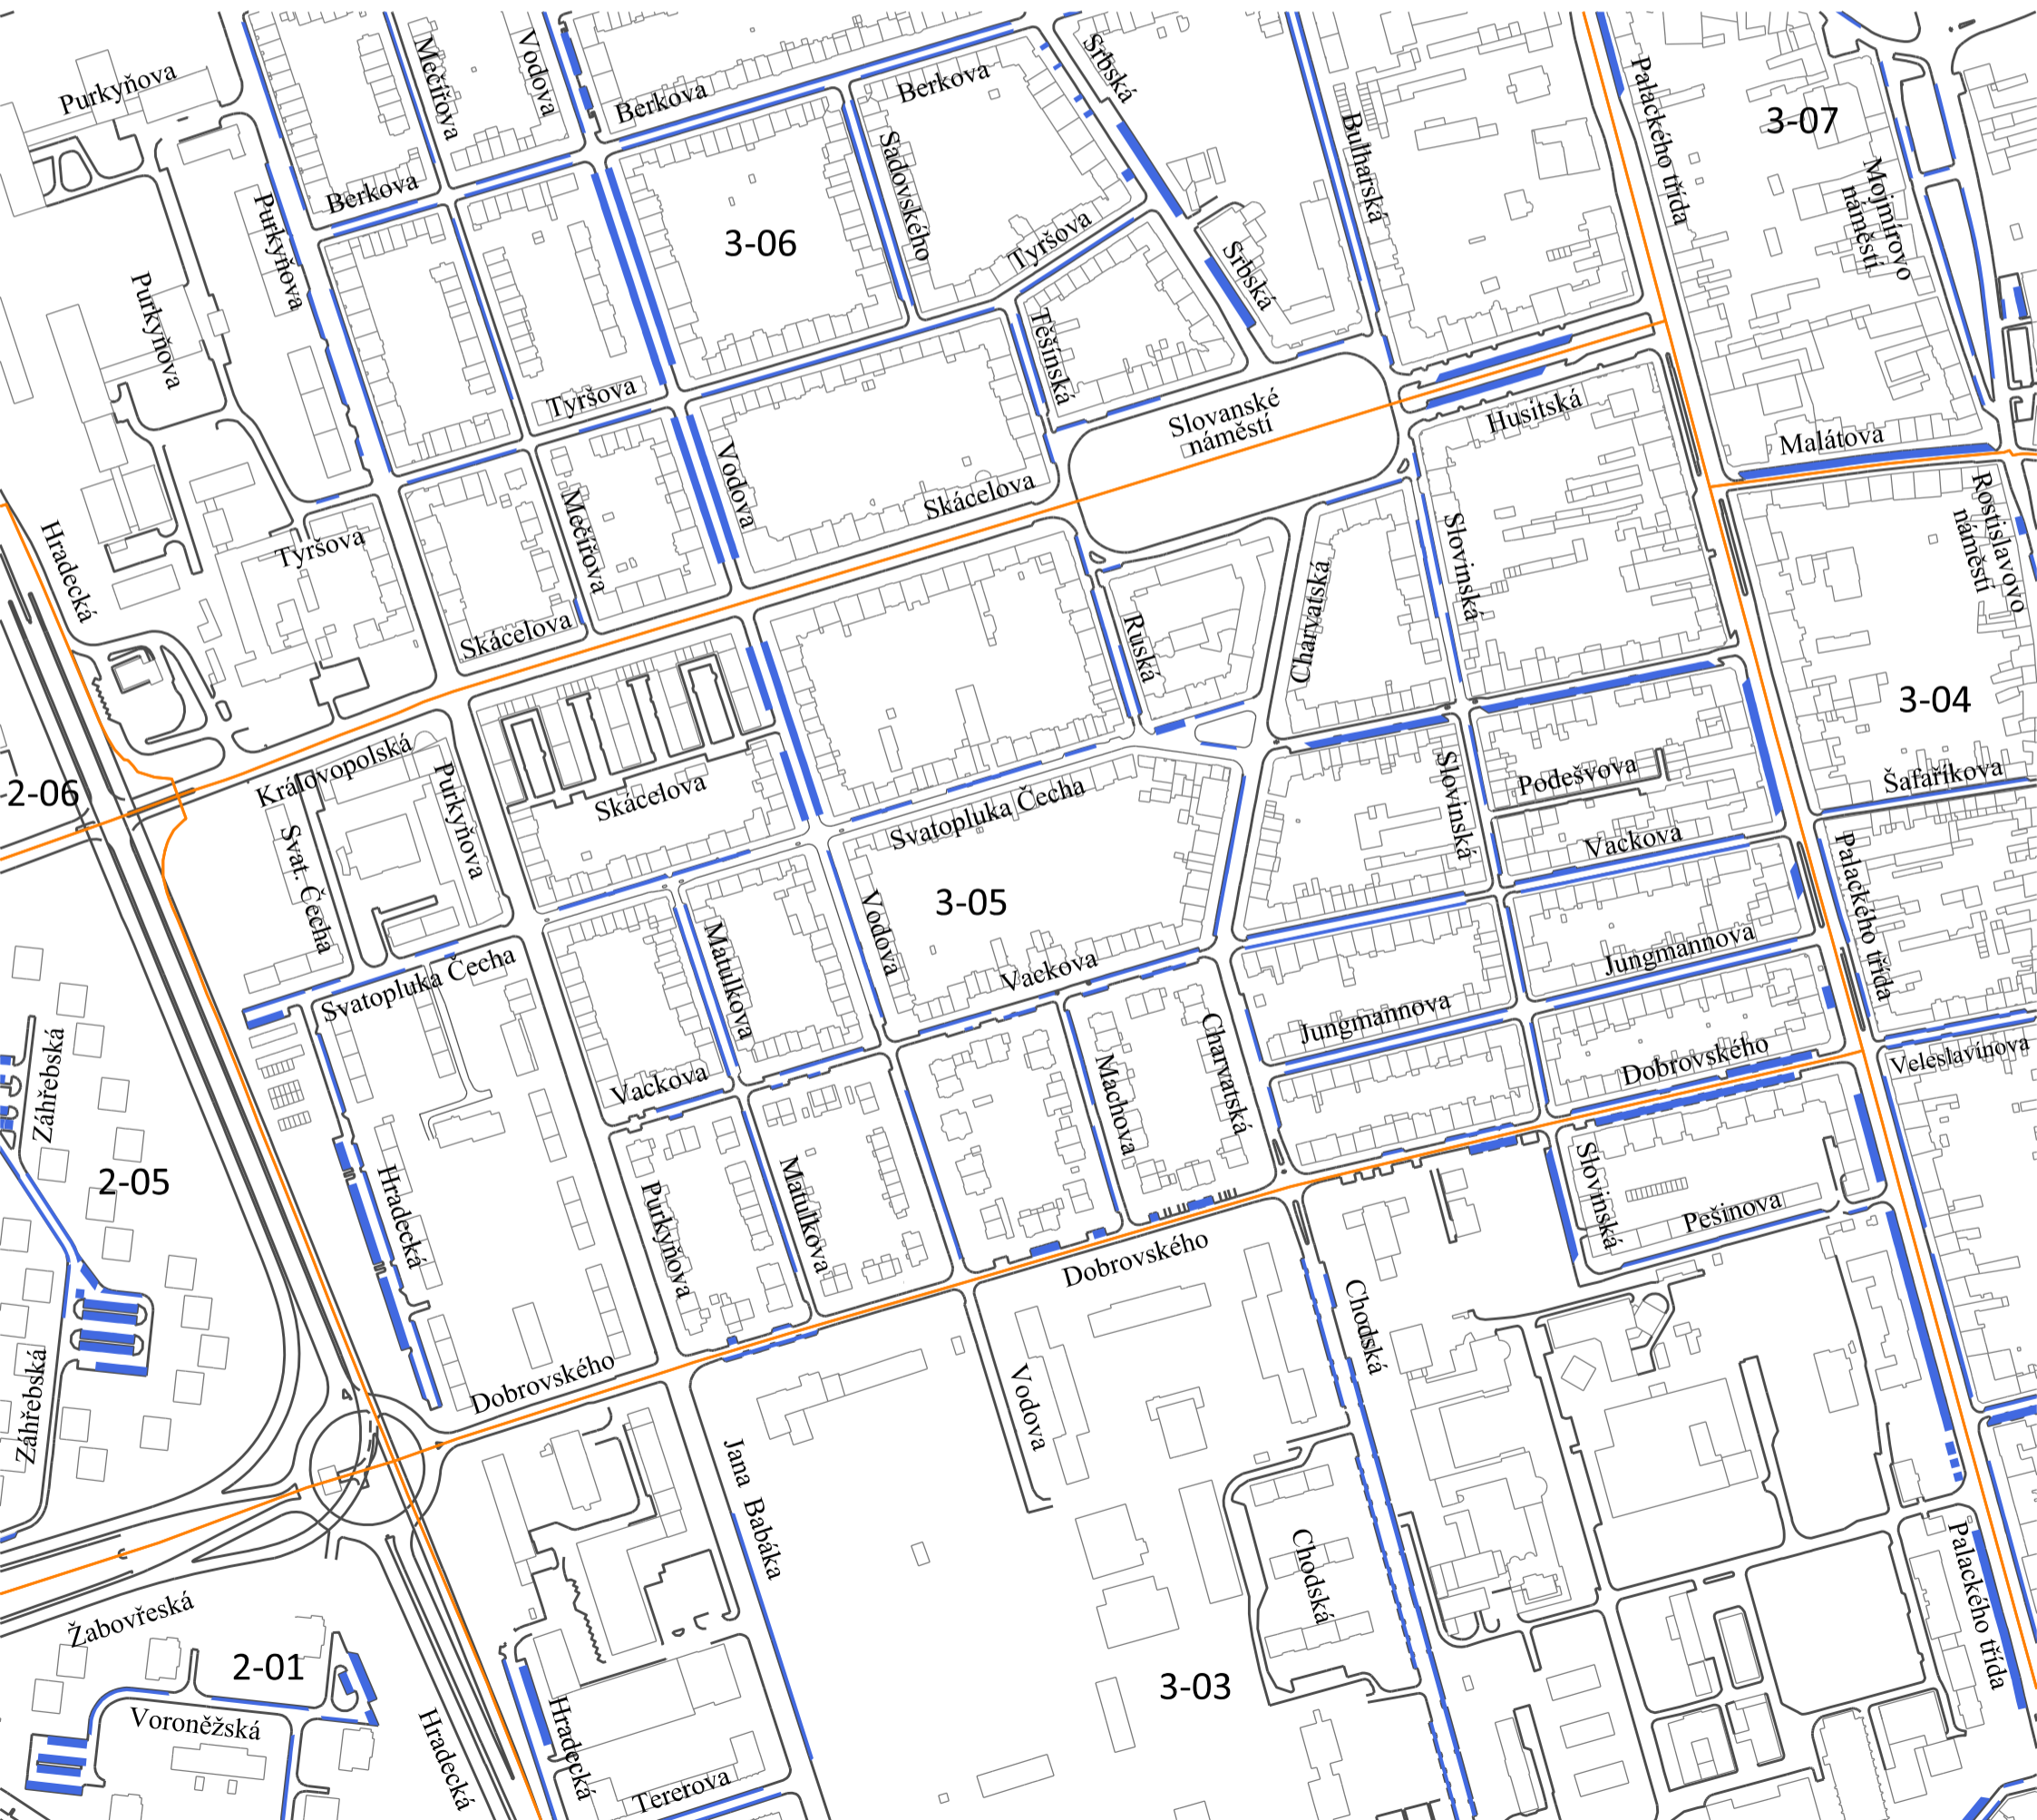 Purkyňova
Mečířova
Vodova
Berkova
Berkova
Srbská
Palackého třída
3-07
Berkova
Purkyňova
Sadovského
Bulharská
Mojmírovo
náměstí
3-06
Tyršova
Srbská
Purkyňova
Tyršova
Těšínská
Slovanské
náměstí
Husitská
Malátova
Hradecká
Tyršova
Mečířova
Vodova
Skácelova
Slovinská
Rostislavovo
náměstí
Skácelova
Ruská
Charvatská
3-04
Královopolská
Purkyňova
Skácelova
Svatopluka Čecha
Slovinská
Podešvova
Šafaříkova
2-06
Svat. Čecha
Vackova
Palackého třída
3-05
Vodova
Matulkova
Svatopluka Čecha
Vackova
Jungmannova
Jungmannova
Záhřebská
Vackova
Machova
Charvatská
Dobrovského
Veleslavínova
2-05
Hradecká
Purkyňova
Matulkova
Dobrovského
Slovinská
Pešinova
Chodská
Záhřebská
Dobrovského
Vodova
Jana Babáka
Chodská
Palackého třída
Žabovřeská
2-01
3-03
Voroněžská
Hradecká
Hradecká
Tererova